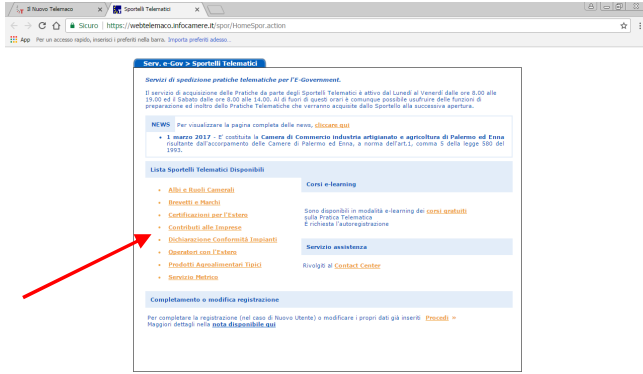 Il Nuovo Telemaco
Sportelli Telematici
Sicuro https://webtelemaco.infocamere.it/spor/HomeSpor.action
App Per un accesso rapido, inserisci i preferiti nella barra. Importa preferiti adesso...
Serv. e-Gov > Sportelli Telematici
Servizi di spedizione pratiche telematiche per l'E-Government.
Il servizio di acquisizione delle Pratiche da parte degli Sportelli Telematici è attivo dal Lunedì al Venerdì dalle ore 8.00 alle
19.00 ed il Sabato dalle ore 8.00 alle 14.00. Al di fuori di questi orari è comunque possibile usufruire delle funzioni di
preparazione ed inoltro delle Pratiche Telematiche che verranno acquisite dallo Sportello alla successiva apertura.
NEWS Per visualizzare la pagina completa delle news, cliccare qui
• 1 marzo 2017 - E' costituta la Camera di Commercio industria artigianato e agricoltura di Palermo ed Enna
risultante dall'accorpamento delle Camere di Palermo ed Enna, a norma dell'art.1, comma 5 della legge 580 del
1993.
Lista Sportelli Telematici Disponibili
• Albi e Ruoli Camerali
• Brevetti e Marchi
• Certificazioni per l'Estero
• Contributi alle Imprese
• Dichiarazione Conformità Impianti
• Operatori con l'Estero
• Prodotti Agroalimentari Tipici
• Servizio Metrico
Corsi e-learning
Sono disponibili in modalità e-learning dei corsi gratuiti
sulla Pratica Telematica
È richiesta l'autoregistrazione
Servizio assistenza
Rivolgiti al Contact Center
Completamento o modifica registrazione
Per completare la registrazione (nel caso di Nuovo Utente) o modificare i propri dati già inseriti Procedi »
Maggiori dettagli nella nota disponibile qui